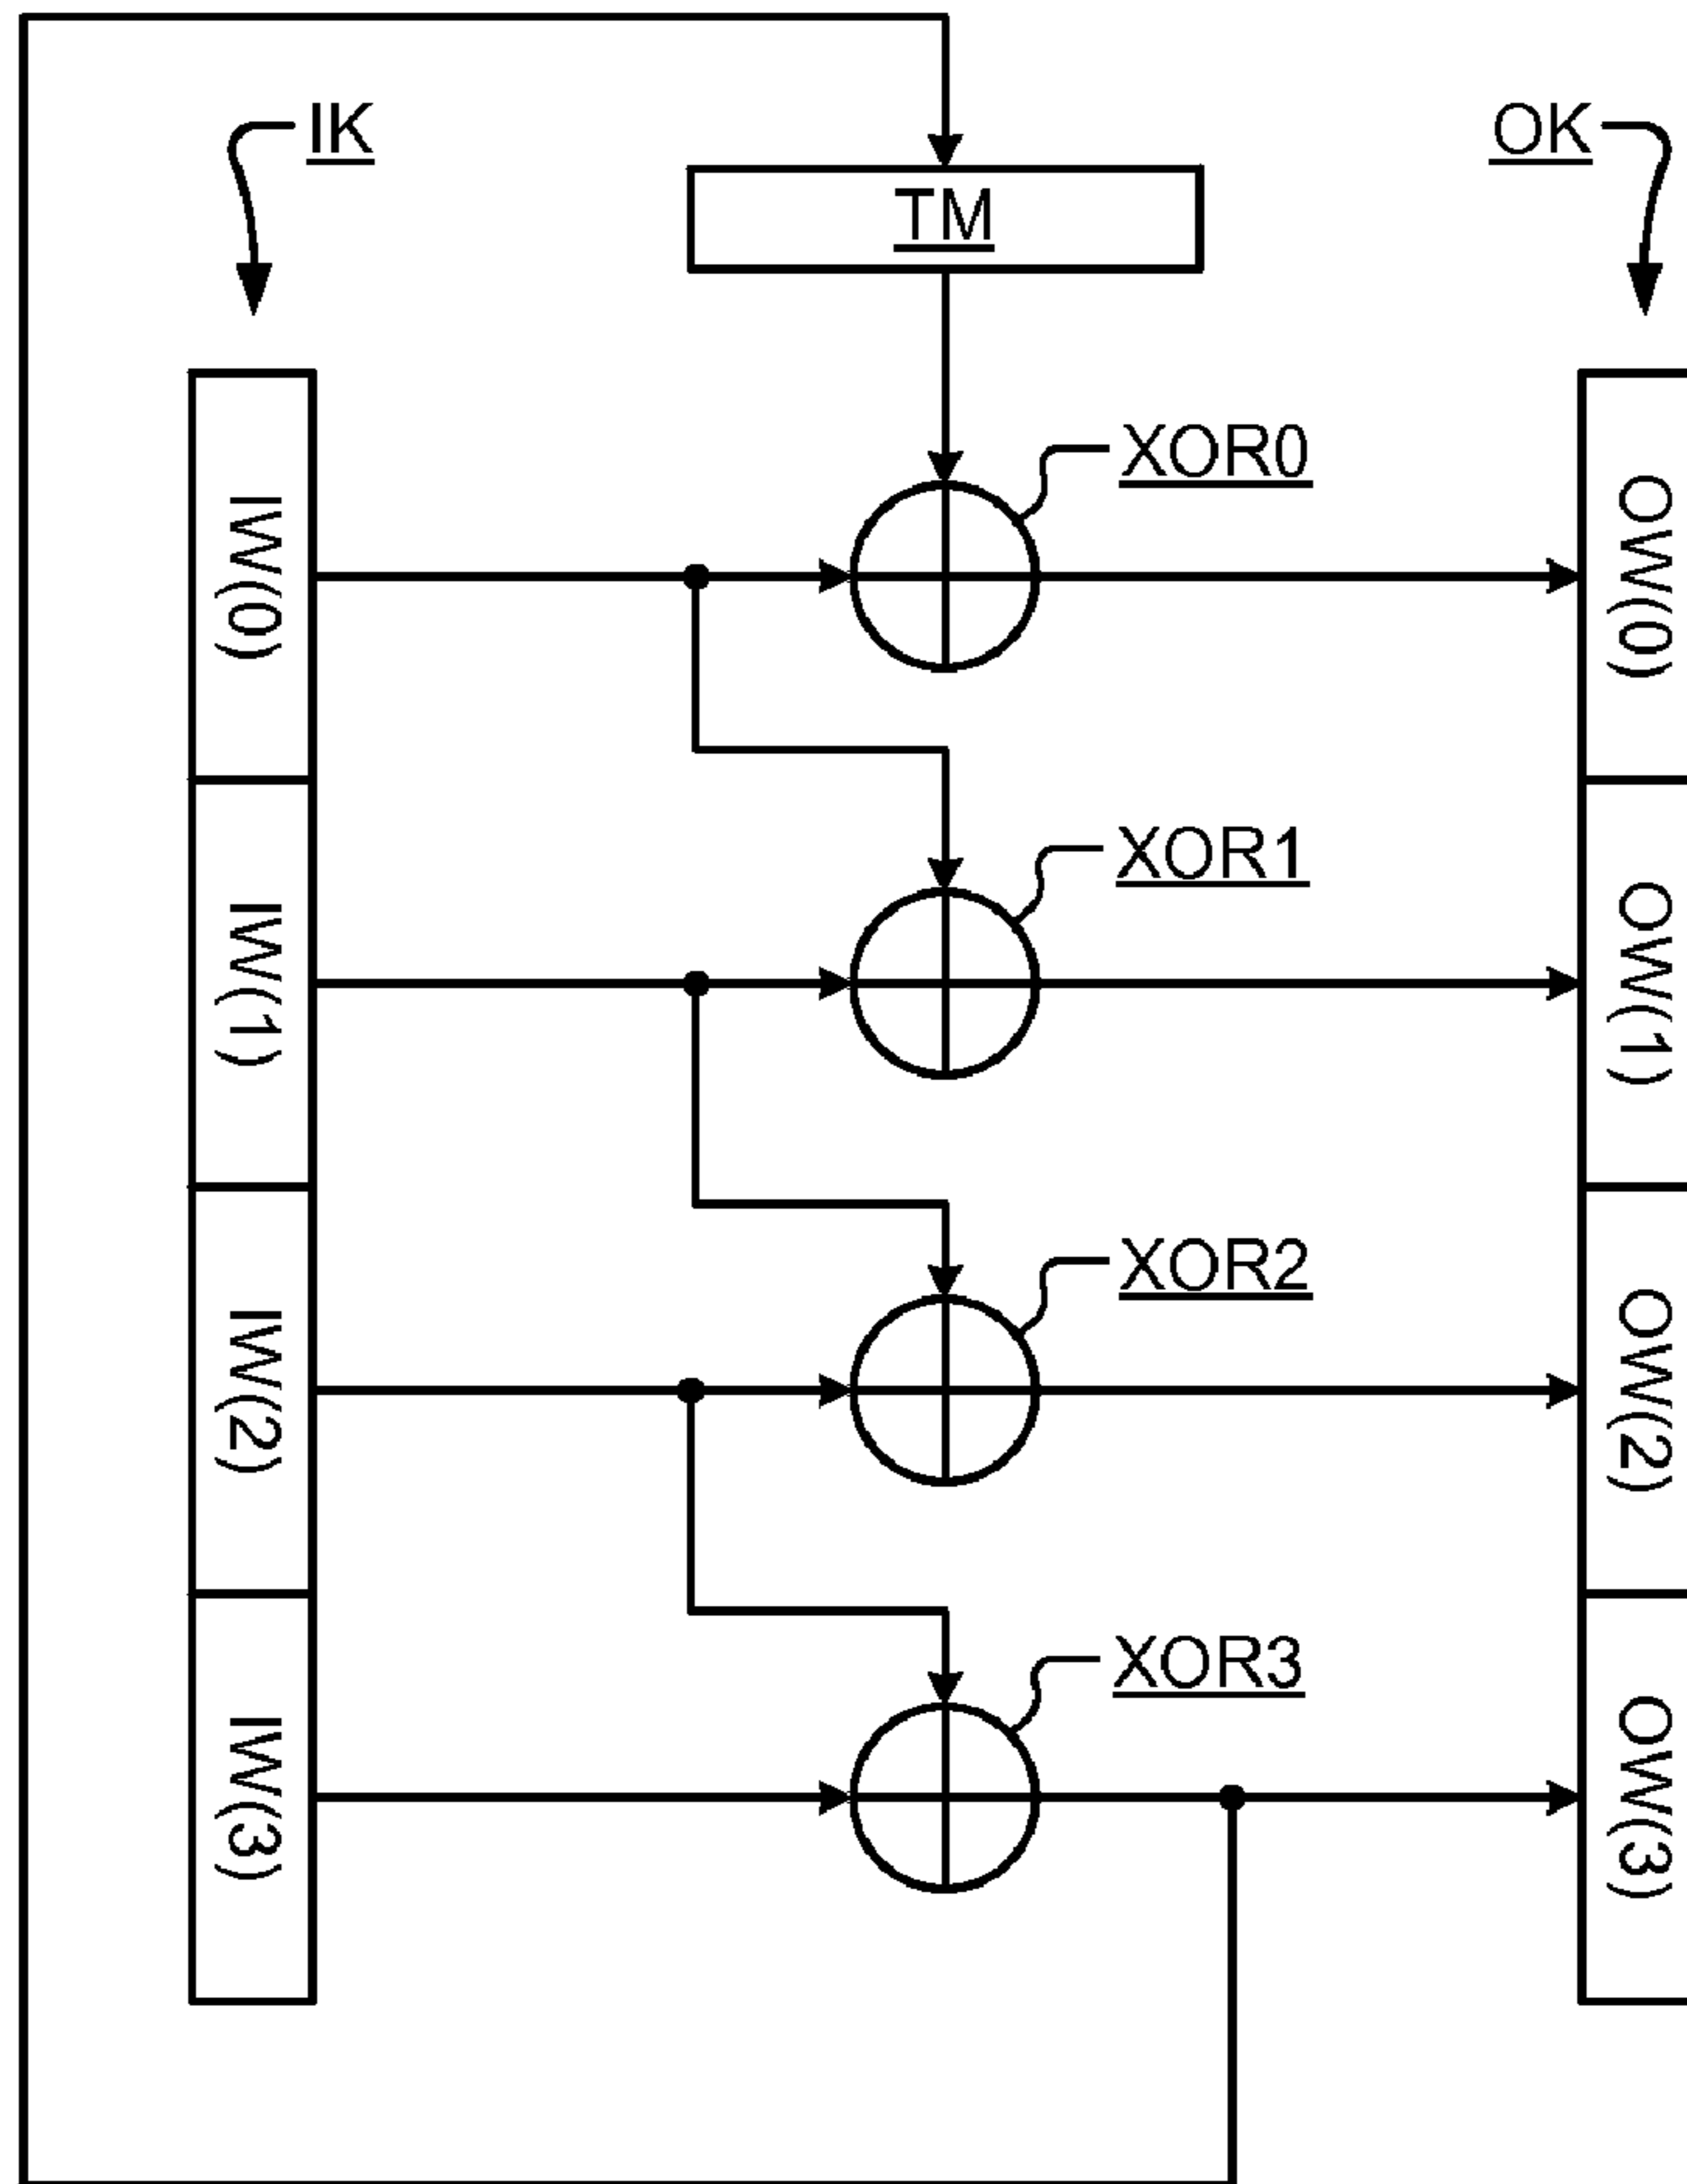 IK
OK
TM
XOR0
IW(0)
OW(0)
XOR1
IW(1)
OW(1)
XOR2
IW(2)
OW(2)
XOR3
IW(3)
OW(3)